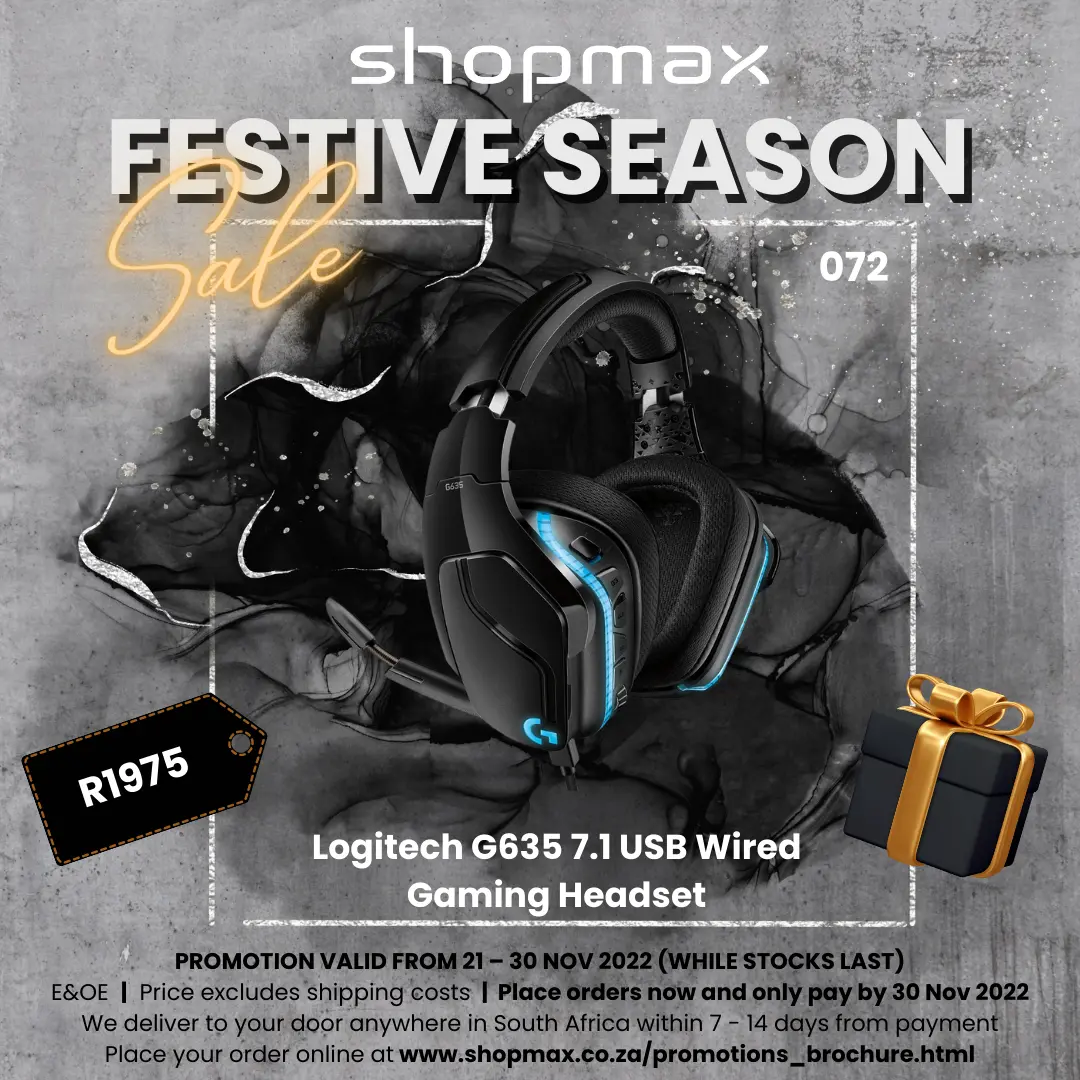 shopmax
FESTIVE SEASON
Sale
072
G635
R1975
Logitech G635 7.1 USB Wired
Gaming Headset
PROMOTION VALID FROM 21 – 30 NOV 2022 (WHILE STOCKS LAST)
E&OE | Price excludes shipping costs | Place orders now and only pay by 30 Nov 2022
We deliver to your door anywhere in South Africa within 7 - 14 days from payment
Place your order online at www.shopmax.co.za/promotions_brochure.html